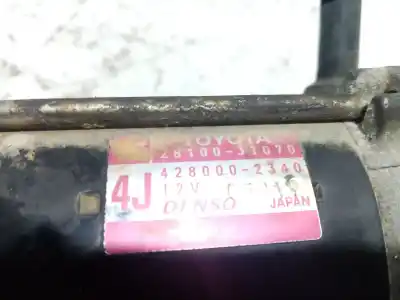 TOYOTA
28100-31070
4J 428000-2340
12V
DENSO JAPAN